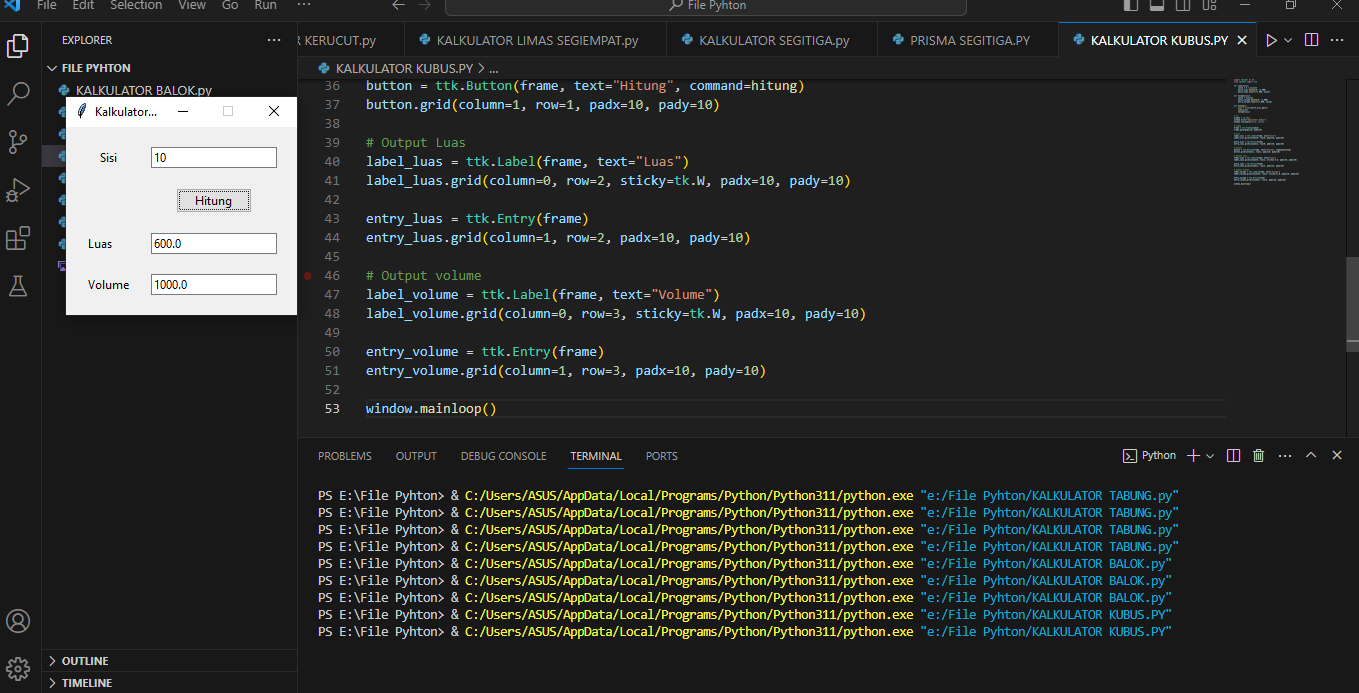 File Edit Selection View Go Run ··· File Pyhton
EXPLORER ···
FILE PYHTON
KALKULATOR BALOK.py
R KERUCUT.py KALKULATOR LIMAS SEGIEMPAT.py KALKULATOR SEGITIGA.py PRISMA SEGITIGA.PY KALKULATOR KUBUS.PY
KALKULATOR KUBUS.PY > ...
Kalkulator...
Sisi 10
Hitung
Luas 600.0
Volume 1000.0
36 button = ttk.Button(frame, text="Hitung", command=hitung)
37 button.grid(column=1, row=1, padx=10, pady=10)
38
39 # Output Luas
40 label_luas = ttk.Label(frame, text="Luas")
41 label_luas.grid(column=0, row=2, sticky=tk.W, padx=10, pady=10)
42
43 entry_luas = ttk.Entry(frame)
44 entry_luas.grid(column=1, row=2, padx=10, pady=10)
45
46 # Output volume
47 label_volume = ttk.Label(frame, text="Volume")
48 label_volume.grid(column=0, row=3, sticky=tk.W, padx=10, pady=10)
49
50 entry_volume = ttk.Entry(frame)
51 entry_volume.grid(column=1, row=3, padx=10, pady=10)
52
53 window.mainloop()
PROBLEMS OUTPUT DEBUG CONSOLE TERMINAL PORTS Python
PS E:\File Pyhton> & C:/Users/ASUS/AppData/Local/Programs/Python/Python311/python.exe "e:/File Pyhton/KALKULATOR TABUNG.py"
PS E:\File Pyhton> & C:/Users/ASUS/AppData/Local/Programs/Python/Python311/python.exe "e:/File Pyhton/KALKULATOR TABUNG.py"
PS E:\File Pyhton> & C:/Users/ASUS/AppData/Local/Programs/Python/Python311/python.exe "e:/File Pyhton/KALKULATOR TABUNG.py"
PS E:\File Pyhton> & C:/Users/ASUS/AppData/Local/Programs/Python/Python311/python.exe "e:/File Pyhton/KALKULATOR TABUNG.py"
PS E:\File Pyhton> & C:/Users/ASUS/AppData/Local/Programs/Python/Python311/python.exe "e:/File Pyhton/KALKULATOR BALOK.py"
PS E:\File Pyhton> & C:/Users/ASUS/AppData/Local/Programs/Python/Python311/python.exe "e:/File Pyhton/KALKULATOR BALOK.py"
PS E:\File Pyhton> & C:/Users/ASUS/AppData/Local/Programs/Python/Python311/python.exe "e:/File Pyhton/KALKULATOR BALOK.py"
PS E:\File Pyhton> & C:/Users/ASUS/AppData/Local/Programs/Python/Python311/python.exe "e:/File Pyhton/KALKULATOR KUBUS.PY"
PS E:\File Pyhton> & C:/Users/ASUS/AppData/Local/Programs/Python/Python311/python.exe "e:/File Pyhton/KALKULATOR KUBUS.PY"
OUTLINE
TIMELINE